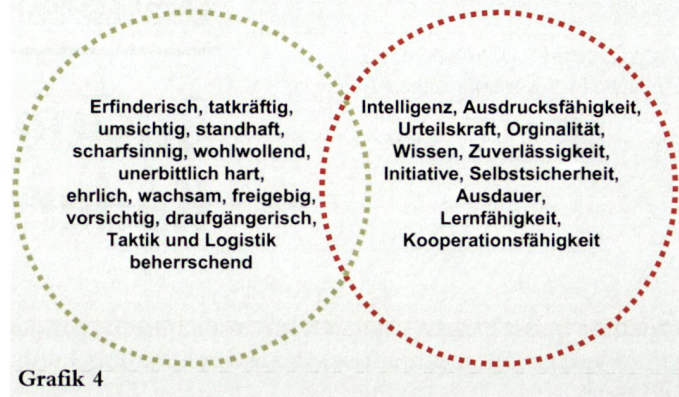 Erfinderisch, tatkräftig,
umsichtig, standhaft,
scharfsinnig, wohlwollend,
unerbittlich hart,
ehrlich, wachsam, freigebig,
vorsichtig, draufgängerisch,
Taktik und Logistik
beherrschend
Intelligenz, Ausdrucksfähigkeit,
Urteilskraft, Orginalität,
Wissen, Zuverlässigkeit,
Initiative, Selbstsicherheit,
Ausdauer,
Lernfähigkeit,
Kooperationsfähigkeit
Grafik 4